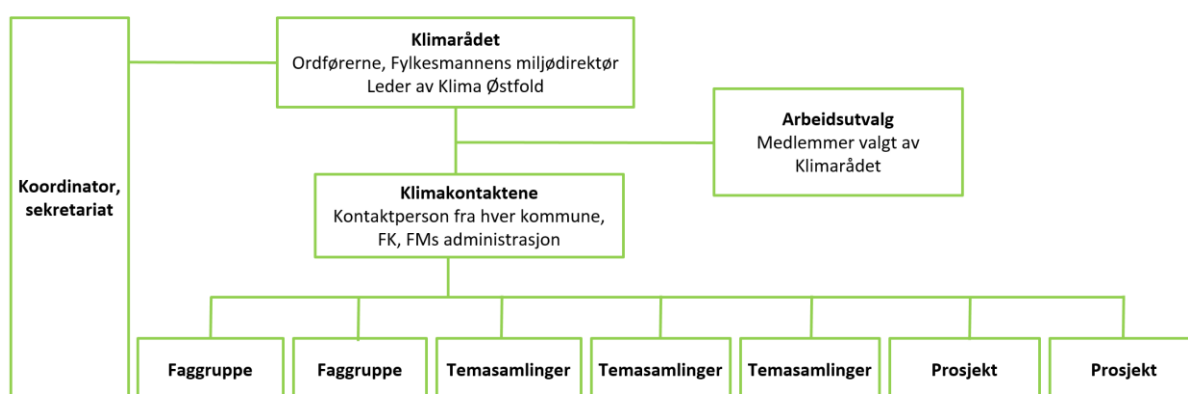 Klimarådet
Ordførerne, Fylkesmannens miljødirektør
Leder av Klima Østfold
Arbeidsutvalg
Medlemmer valgt av
Klimarådet
Koordinator,
sekretariat
Klimakontaktene
Kontaktperson fra hver kommune,
FK, FMs administrasjon
Faggruppe
Faggruppe
Temasamlinger
Temasamlinger
Temasamlinger
Prosjekt
Prosjekt